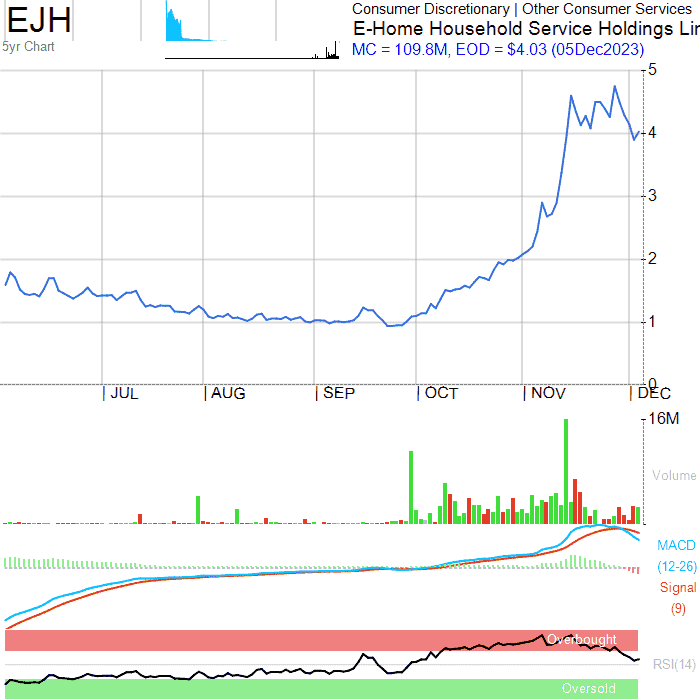 EJH
5yr Chart
Consumer Discretionary | Other Consumer Services
E-Home Household Service Holdings Lir
MC = 109.8M, EOD = $4.03 (05Dec2023)
5
4
3
2
1
0
| JUL | AUG | SEP | OCT | NOV | DEC
16M
Volume
MACD
(12-26)
Signal
(9)
Overbought
RSI(14)
Oversold